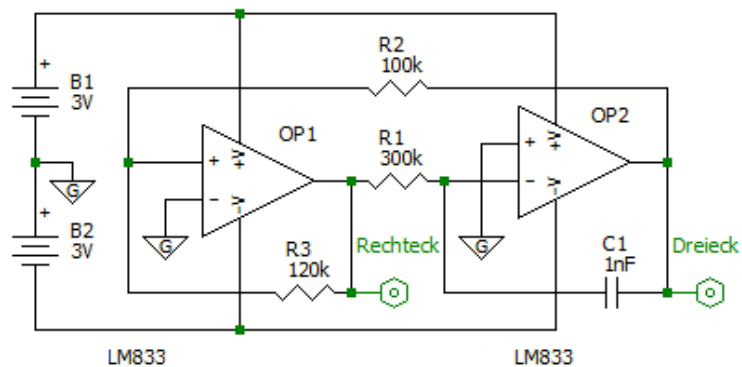 R2
100k
B1
3V
OP1
OP2
R1
300k
+
-
V+
V-
G
B2
3V
R3
120k
Rechteck
C1
1nF
Dreieck
LM833
LM833